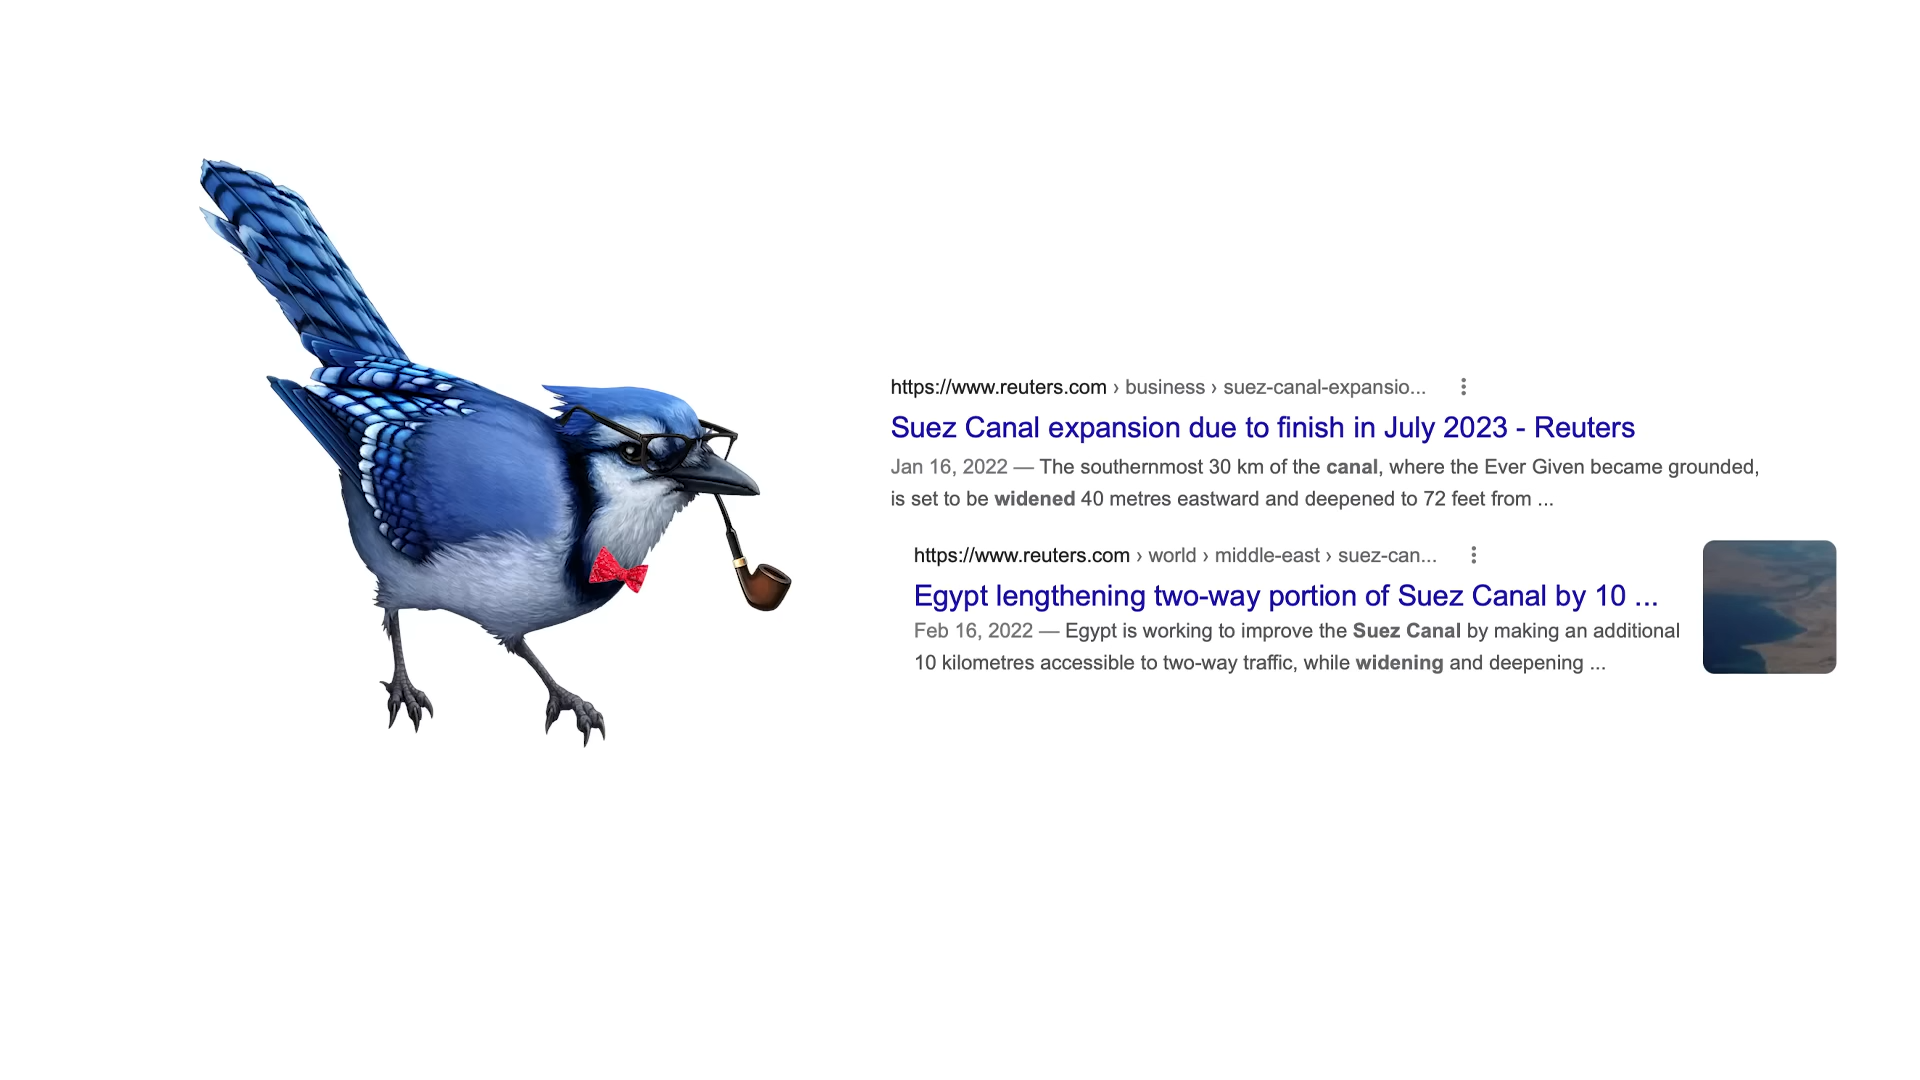 https://www.reuters.com › business › suez-canal-expansio...
Suez Canal expansion due to finish in July 2023 - Reuters
Jan 16, 2022 — The southernmost 30 km of the canal, where the Ever Given became grounded,
is set to be widened 40 metres eastward and deepened to 72 feet from ...
https://www.reuters.com › world › middle-east › suez-can...
Egypt lengthening two-way portion of Suez Canal by 10 ...
Feb 16, 2022 — Egypt is working to improve the Suez Canal by making an additional
10 kilometres accessible to two-way traffic, while widening and deepening ...